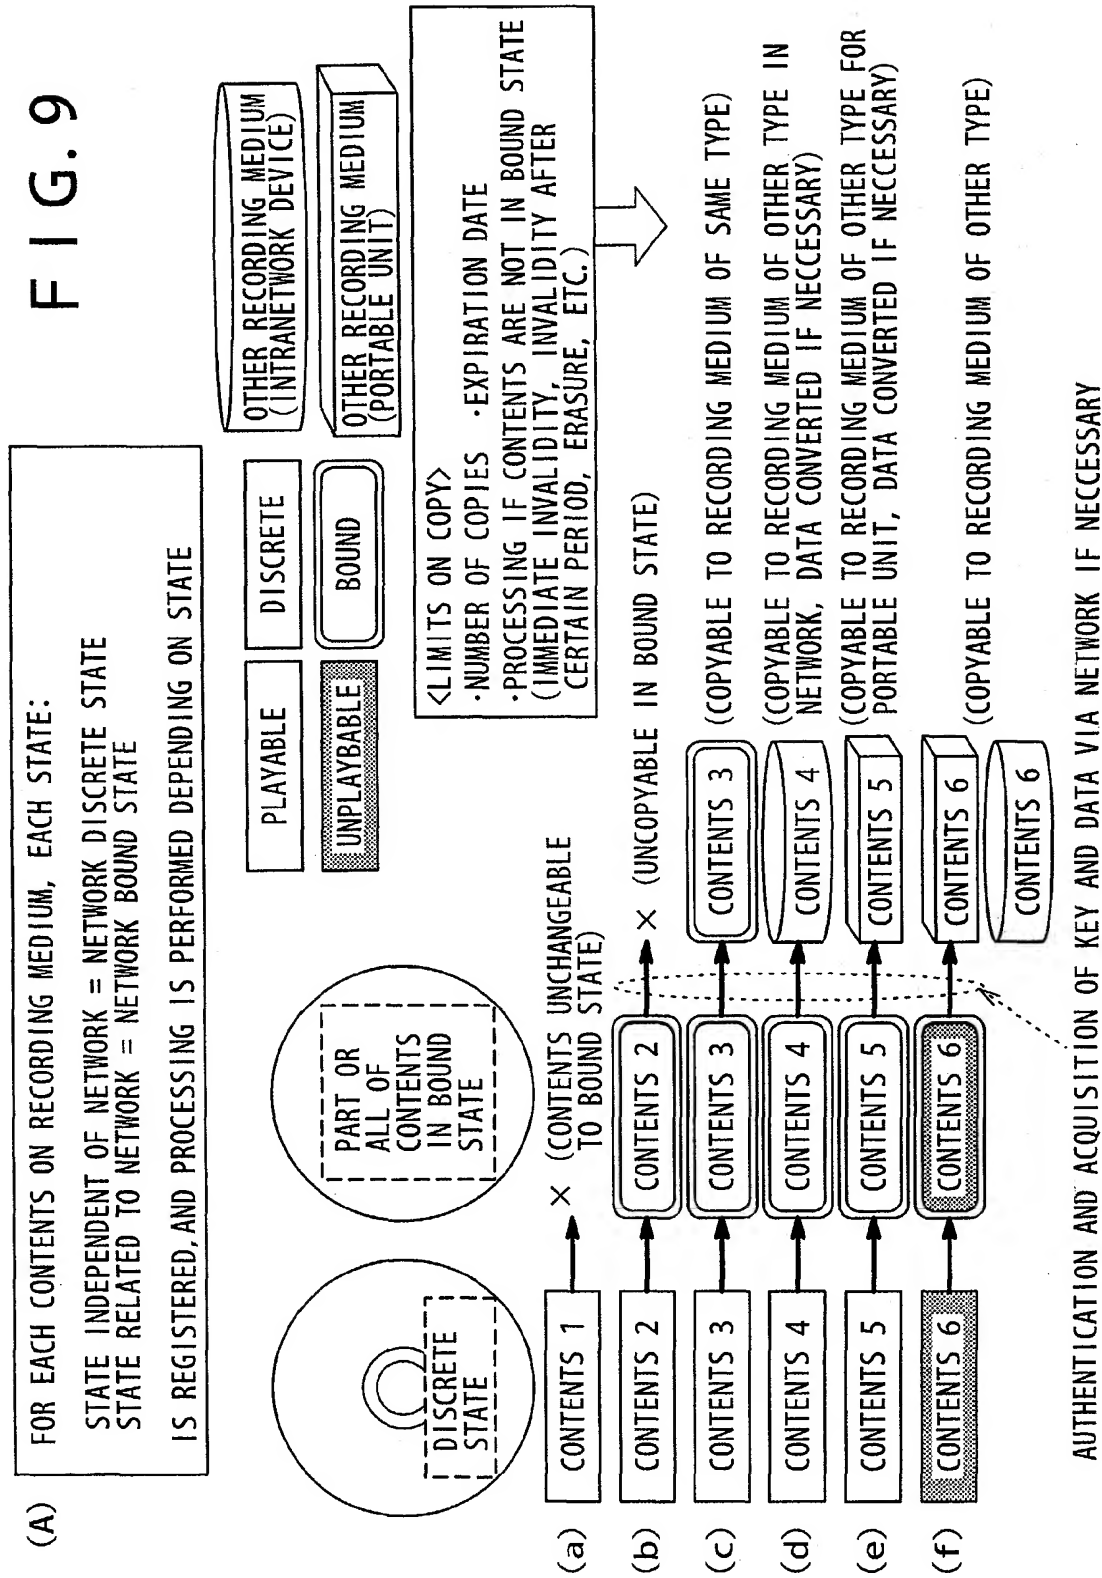 FIG. 9
(A)
FOR EACH CONTENTS ON RECORDING MEDIUM, EACH STATE:
STATE INDEPENDENT OF NETWORK = NETWORK DISCRETE STATE
STATE RELATED TO NETWORK = NETWORK BOUND STATE
IS REGISTERED, AND PROCESSING IS PERFORMED DEPENDING ON STATE
PLAYABLE
DISCRETE
OTHER RECORDING MEDIUM
(INTRANETWORK DEVICE)
UNPLAYBABLE
BOUND
OTHER RECORDING MEDIUM
(PORTABLE UNIT)
<LIMITS ON COPY>
·NUMBER OF COPIES ·EXPIRATION DATE
·PROCESSING IF CONTENTS ARE NOT IN BOUND STATE
(IMMEDIATE INVALIDITY, INVALIDITY AFTER
CERTAIN PERIOD, ERASURE, ETC.)
DISCRETE
STATE
PART OR
ALL OF
CONTENTS
IN BOUND
STATE
(a) CONTENTS 1 × (CONTENTS UNCHANGEABLE
TO BOUND STATE)
(b) CONTENTS 2 CONTENTS 2 × (UNCOPYABLE IN BOUND STATE)
(c) CONTENTS 3 CONTENTS 3 CONTENTS 3 (COPYABLE TO RECORDING MEDIUM OF SAME TYPE)
(d) CONTENTS 4 CONTENTS 4 CONTENTS 4 (COPYABLE TO RECORDING MEDIUM OF OTHER TYPE IN
NETWORK, DATA CONVERTED IF NECCESSARY)
(e) CONTENTS 5 CONTENTS 5 CONTENTS 5 (COPYABLE TO RECORDING MEDIUM OF OTHER TYPE FOR
PORTABLE UNIT, DATA CONVERTED IF NECCESSARY)
(f) CONTENTS 6 CONTENTS 6 CONTENTS 6 (COPYABLE TO RECORDING MEDIUM OF OTHER TYPE)
CONTENTS 6
AUTHENTICATION AND ACQUISITION OF KEY AND DATA VIA NETWORK IF NECCESSARY